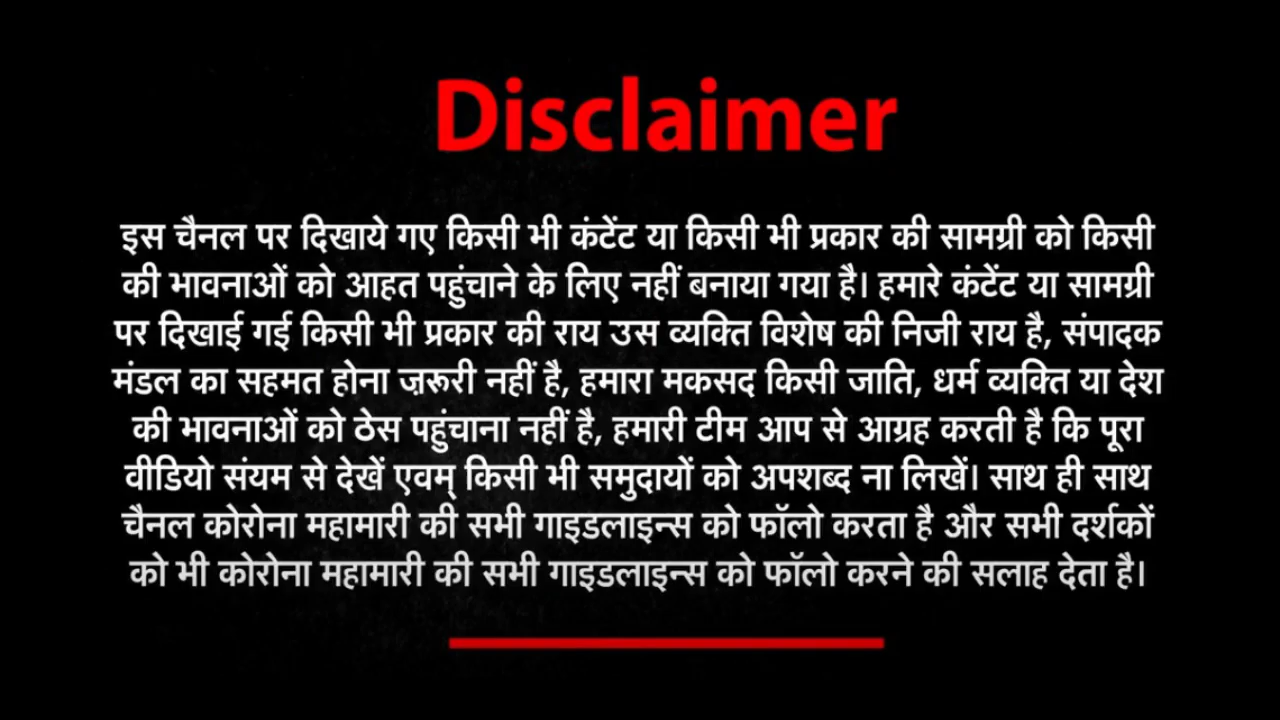 Disclaimer
इस चैनल पर दिखाये गए किसी भी कंटेंट या किसी भी प्रकार की सामग्री को किसी
की भावनाओं को आहत पहुंचाने के लिए नहीं बनाया गया है। हमारे कंटेंट या सामग्री
पर दिखाई गई किसी भी प्रकार की राय उस व्यक्ति विशेष की निजी राय है, संपादक
मंडल का सहमत होना ज़रूरी नहीं है, हमारा मकसद किसी जाति, धर्म व्यक्ति या देश
की भावनाओं को ठेस पहुंचाना नहीं है, हमारी टीम आप से आग्रह करती है कि पूरा
वीडियो संयम से देखें एवम् किसी भी समुदायों को अपशब्द ना लिखें। साथ ही साथ
चैनल कोरोना महामारी की सभी गाइडलाइन्स को फॉलो करता है और सभी दर्शकों
को भी कोरोना महामारी की सभी गाइडलाइन्स को फॉलो करने की सलाह देता है।